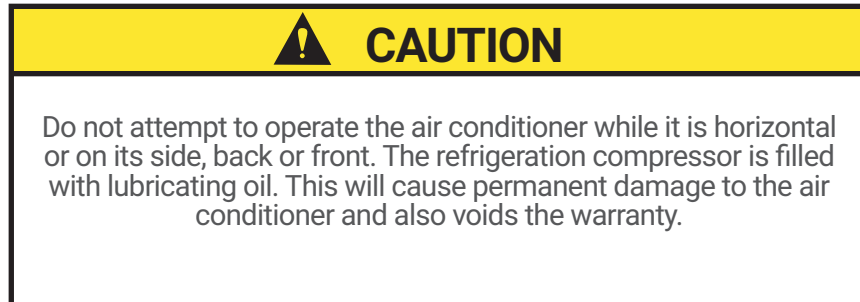 CAUTION
Do not attempt to operate the air conditioner while it is horizontal
or on its side, back or front. The refrigeration compressor is filled
with lubricating oil. This will cause permanent damage to the air
conditioner and also voids the warranty.